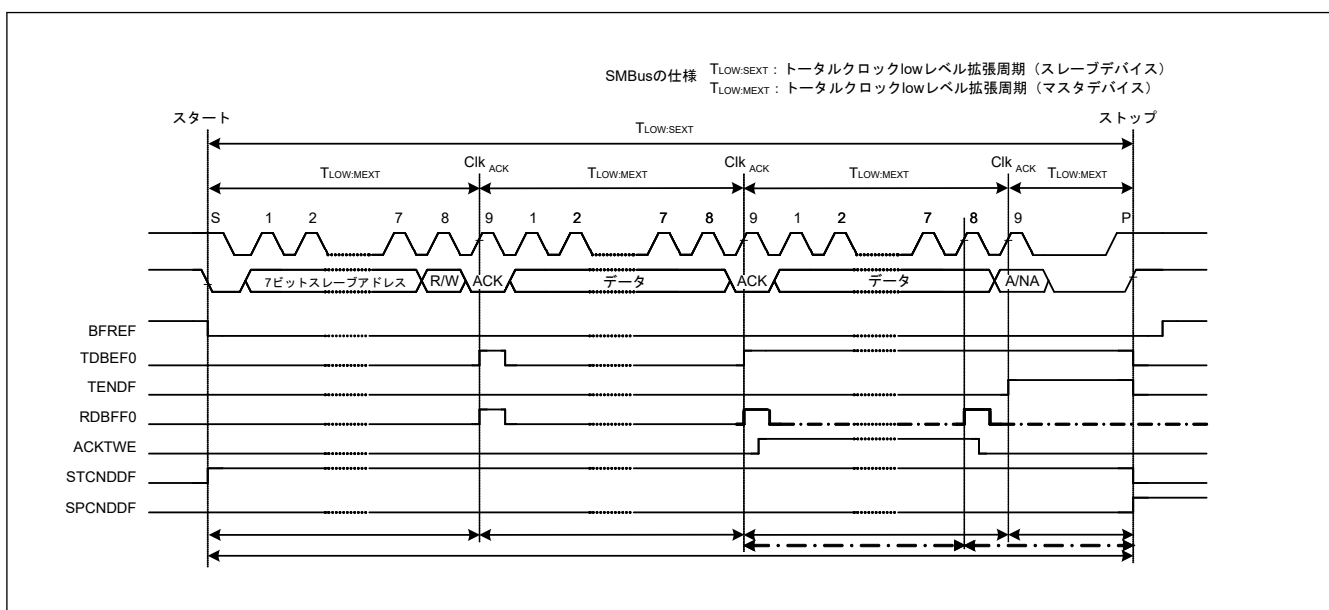 SMBusの仕様 TLOW:SEXT : トータルクロックlowレベル拡張周期（スレーブデバイス）
TLOW:MEXT : トータルクロックlowレベル拡張周期（マスタデバイス）
スタート ストップ
TLOW:SEXT
Clk ACK Clk ACK Clk ACK
TLOW:MEXT TLOW:MEXT TLOW:MEXT TLOW:MEXT
S 1 2 7 8 9 1 2 7 8 9 1 2 7 8 9 P
7ビットスレーブアドレス R/W ACK データ ACK データ A/NA
BFREF
TDBEF0
TENDF
RDBFF0
ACKTWE
STCNDDF
SPCNDDF